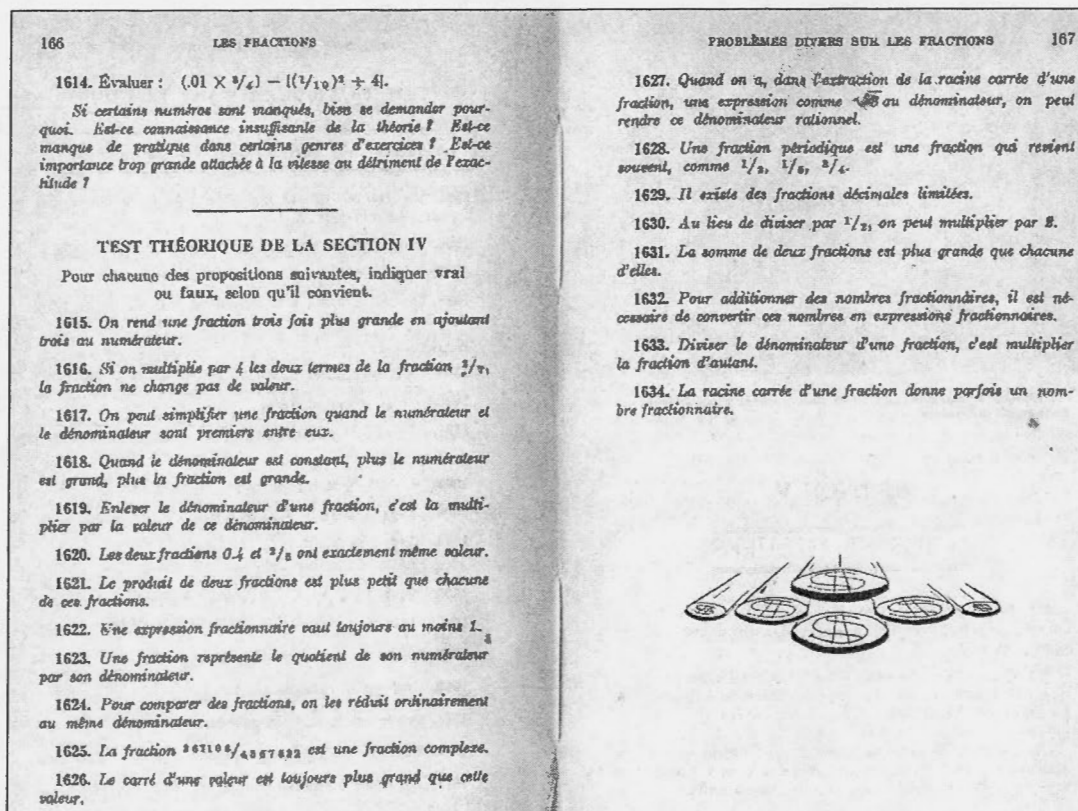 166 LES FRACTIONS
1614. Évaluer : (.01 × 3/4) − [(1/10)² ÷ 4].
Si certains numéros sont manqués, bien se demander pour-
quoi. Est-ce connaissance insuffisante de la théorie ? Est-ce
manque de pratique dans certains genres d'exercices ? Est-ce
importance trop grande attachée à la vitesse au détriment de l'exac-
titude ?
TEST THÉORIQUE DE LA SECTION IV
Pour chacune des propositions suivantes, indiquer vrai
ou faux, selon qu'il convient.
1615. On rend une fraction trois fois plus grande en ajoutant
trois au numérateur.
1616. Si on multiplie par 4 les deux termes de la fraction
la fraction ne change pas de valeur.
1617. On peut simplifier une fraction quand le numérateur et
le dénominateur sont premiers entre eux.
1618. Quand le dénominateur est constant, plus le numérateur
est grand, plus la fraction est grande.
1619. Enlever le dénominateur d'une fraction, c'est la multi-
plier par la valeur de ce dénominateur.
1620. Les deux fractions 0.4 et 2/5 ont exactement même valeur.
1621. Le produit de deux fractions est plus petit que chacune
de ces fractions.
1622. Une expression fractionnaire vaut toujours au moins 1.
1623. Une fraction représente le quotient de son numérateur
par son dénominateur.
1624. Pour comparer des fractions, on les réduit ordinairement
au même dénominateur.
1625. La fraction est une fraction complexe.
1626. Le carré d'une valeur est toujours plus grand que cette
valeur.
PROBLÈMES DIVERS SUR LES FRACTIONS 167
1627. Quand on a, dans l'extraction de la racine carrée d'une
fraction, une expression comme au dénominateur, on peut
rendre ce dénominateur rationnel.
1628. Une fraction périodique est une fraction qui revient
souvent, comme 1/2, 1/5, 3/4.
1629. Il existe des fractions décimales limitées.
1630. Au lieu de diviser par 1/2, on peut multiplier par 2.
1631. La somme de deux fractions est plus grande que chacune
d'elles.
1632. Pour additionner des nombres fractionnaires, il est né-
cessaire de convertir ces nombres en expressions fractionnaires.
1633. Diviser le dénominateur d'une fraction, c'est multiplier
la fraction d'autant.
1634. La racine carrée d'une fraction donne parfois un nom-
bre fractionnaire.